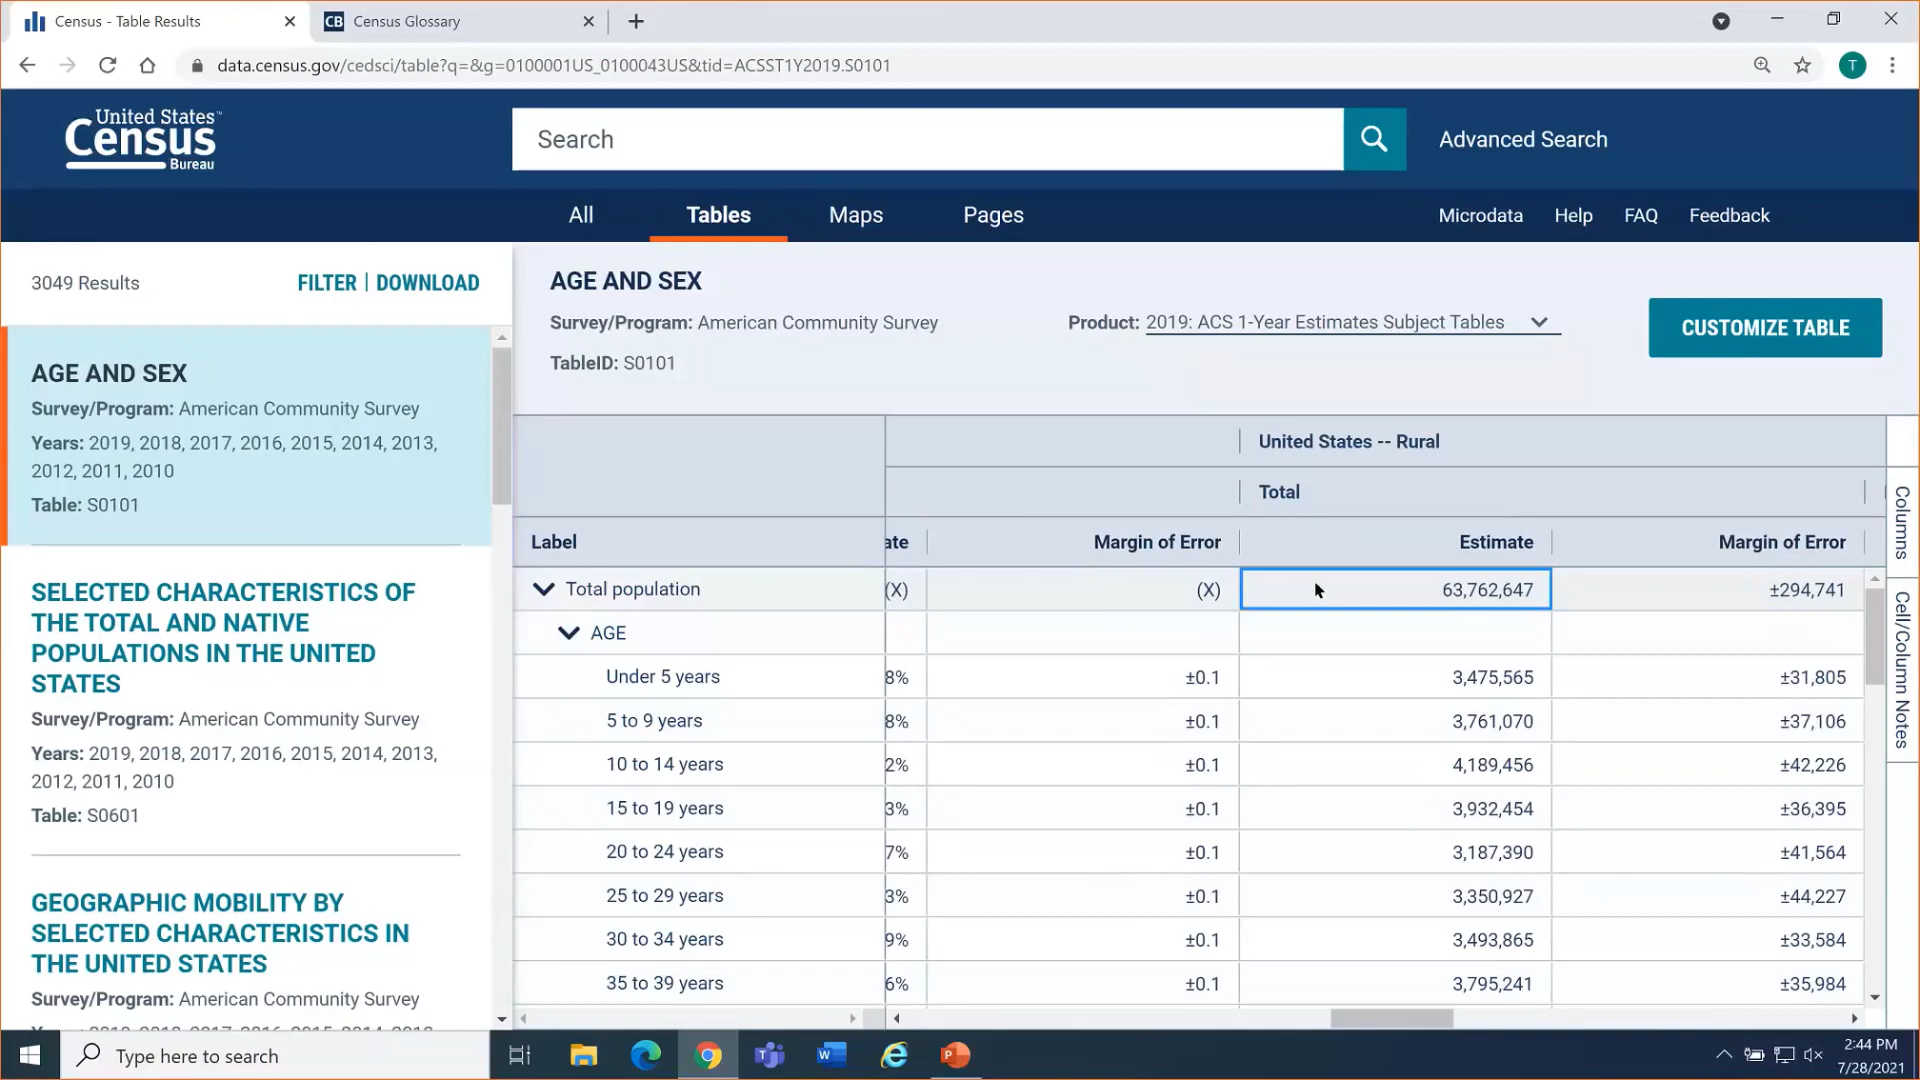 Census - Table Results
CB Census Glossary
data.census.gov/cedsci/table?q=&g=0100001US_0100043US&tid=ACSST1Y2019.S0101
T
United States™
Census
Bureau
Search
Advanced Search
All Tables Maps Pages
Microdata Help FAQ Feedback
3049 Results
FILTER | DOWNLOAD
AGE AND SEX
Survey/Program: American Community Survey
Years: 2019, 2018, 2017, 2016, 2015, 2014, 2013,
2012, 2011, 2010
Table: S0101
SELECTED CHARACTERISTICS OF
THE TOTAL AND NATIVE
POPULATIONS IN THE UNITED
STATES
Survey/Program: American Community Survey
Years: 2019, 2018, 2017, 2016, 2015, 2014, 2013,
2012, 2011, 2010
Table: S0601
GEOGRAPHIC MOBILITY BY
SELECTED CHARACTERISTICS IN
THE UNITED STATES
Survey/Program: American Community Survey
AGE AND SEX
Survey/Program: American Community Survey
Product: 2019: ACS 1-Year Estimates Subject Tables
CUSTOMIZE TABLE
TableID: S0101
United States -- Rural
Total
Label ate Margin of Error Estimate Margin of Error
Total population (X) (X) 63,762,647 ±294,741
AGE
Under 5 years 8% ±0.1 3,475,565 ±31,805
5 to 9 years 8% ±0.1 3,761,070 ±37,106
10 to 14 years 2% ±0.1 4,189,456 ±42,226
15 to 19 years 3% ±0.1 3,932,454 ±36,395
20 to 24 years 7% ±0.1 3,187,390 ±41,564
25 to 29 years 3% ±0.1 3,350,927 ±44,227
30 to 34 years 9% ±0.1 3,493,865 ±33,584
35 to 39 years 6% ±0.1 3,795,241 ±35,984
Columns
Cell/Column Notes
Type here to search
2:44 PM
7/28/2021